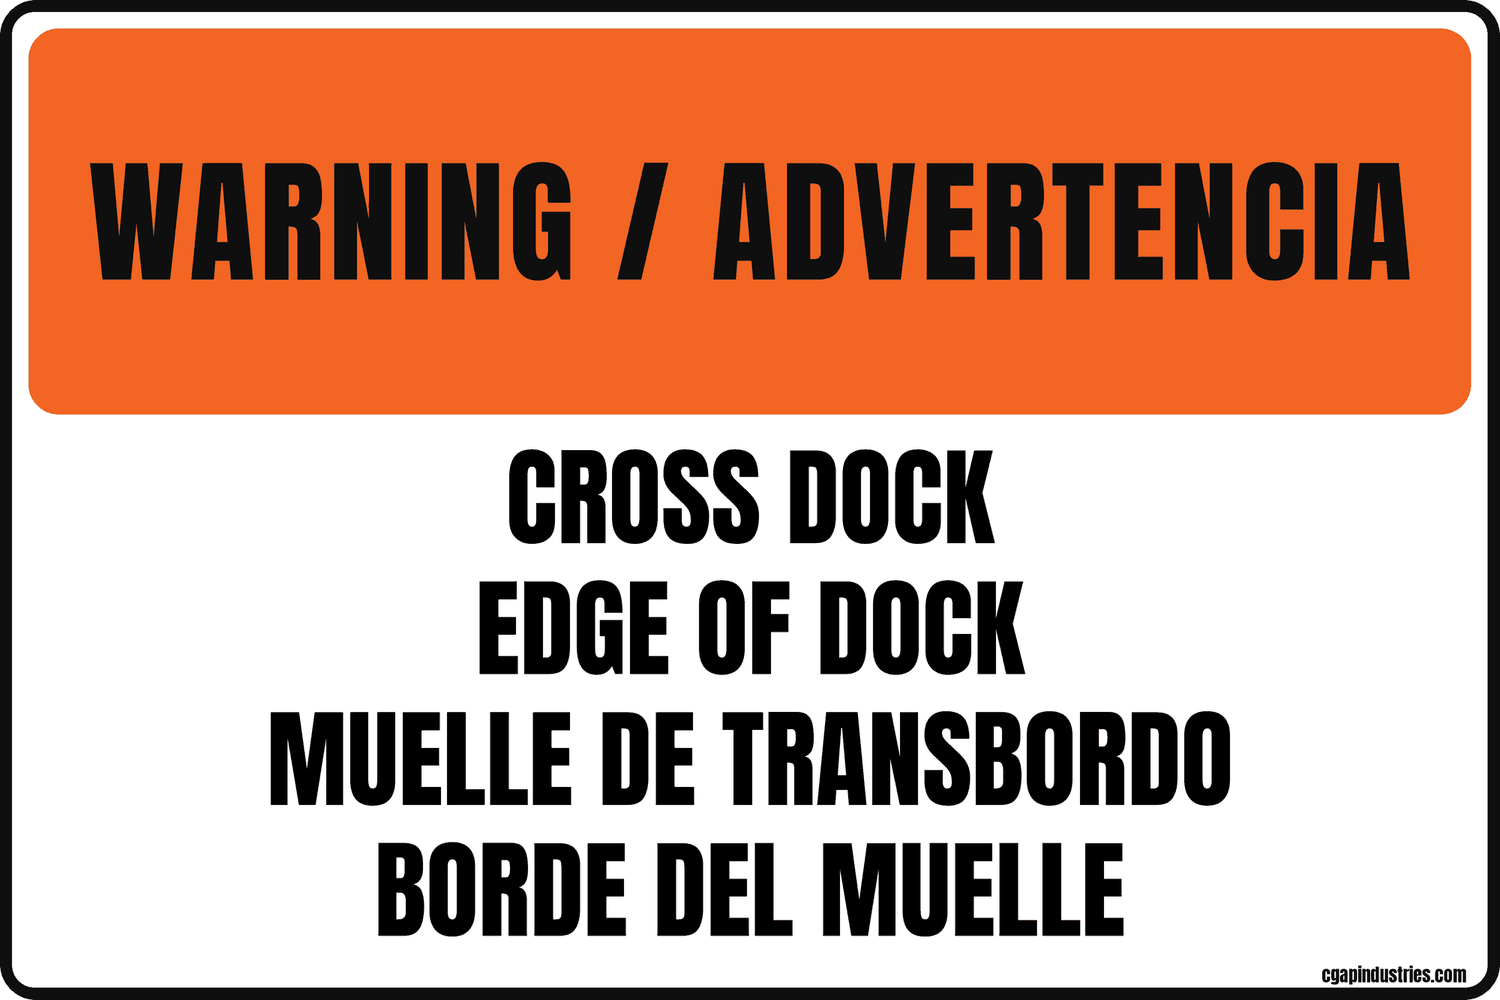 WARNING / ADVERTENCIA
CROSS DOCK
EDGE OF DOCK
MUELLE DE TRANSBORDO
BORDE DEL MUELLE
cgapindustries.com